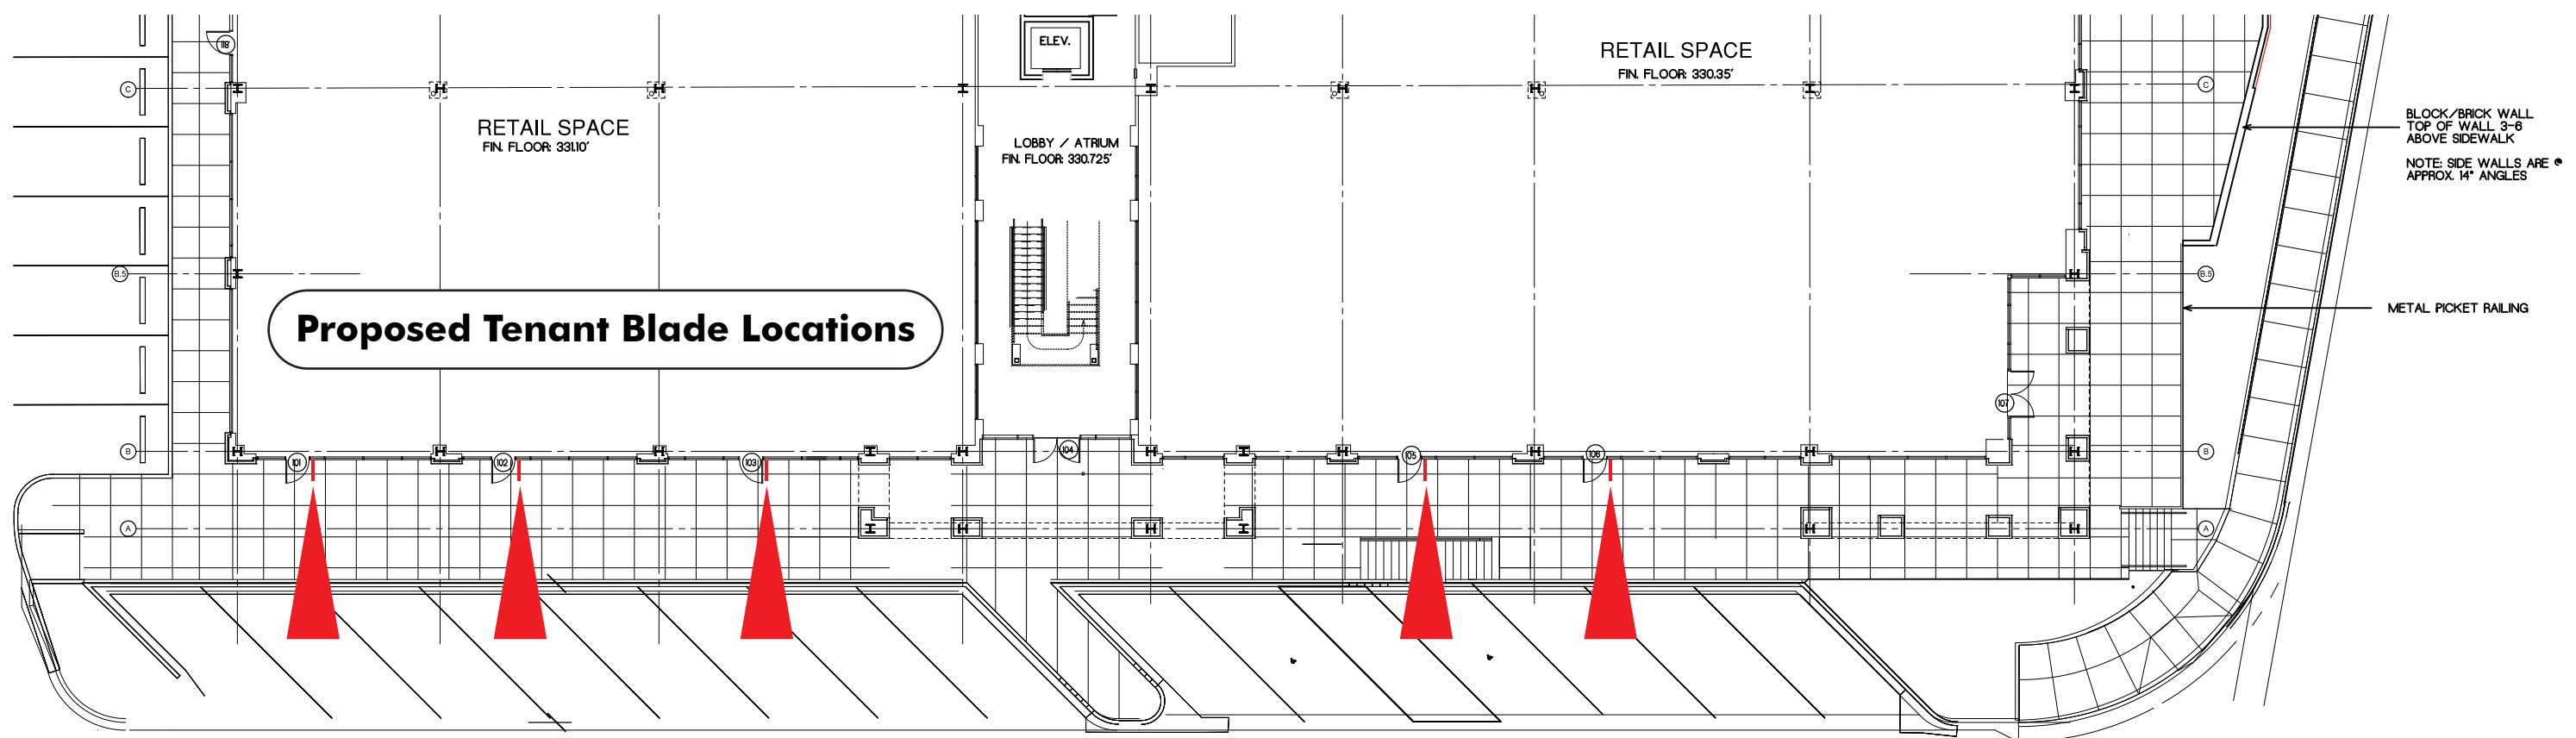 118
ELEV.
RETAIL SPACE
FIN. FLOOR: 330.35'
C
C
BLOCK/BRICK WALL
TOP OF WALL 3-6
ABOVE SIDEWALK
NOTE: SIDE WALLS ARE @
APPROX. 14° ANGLES
RETAIL SPACE
FIN. FLOOR: 331.10'
LOBBY / ATRIUM
FIN. FLOOR: 330.725'
B.5
B.5
METAL PICKET RAILING
Proposed Tenant Blade Locations
107
B
101
102
103
104
105
106
B
A
A